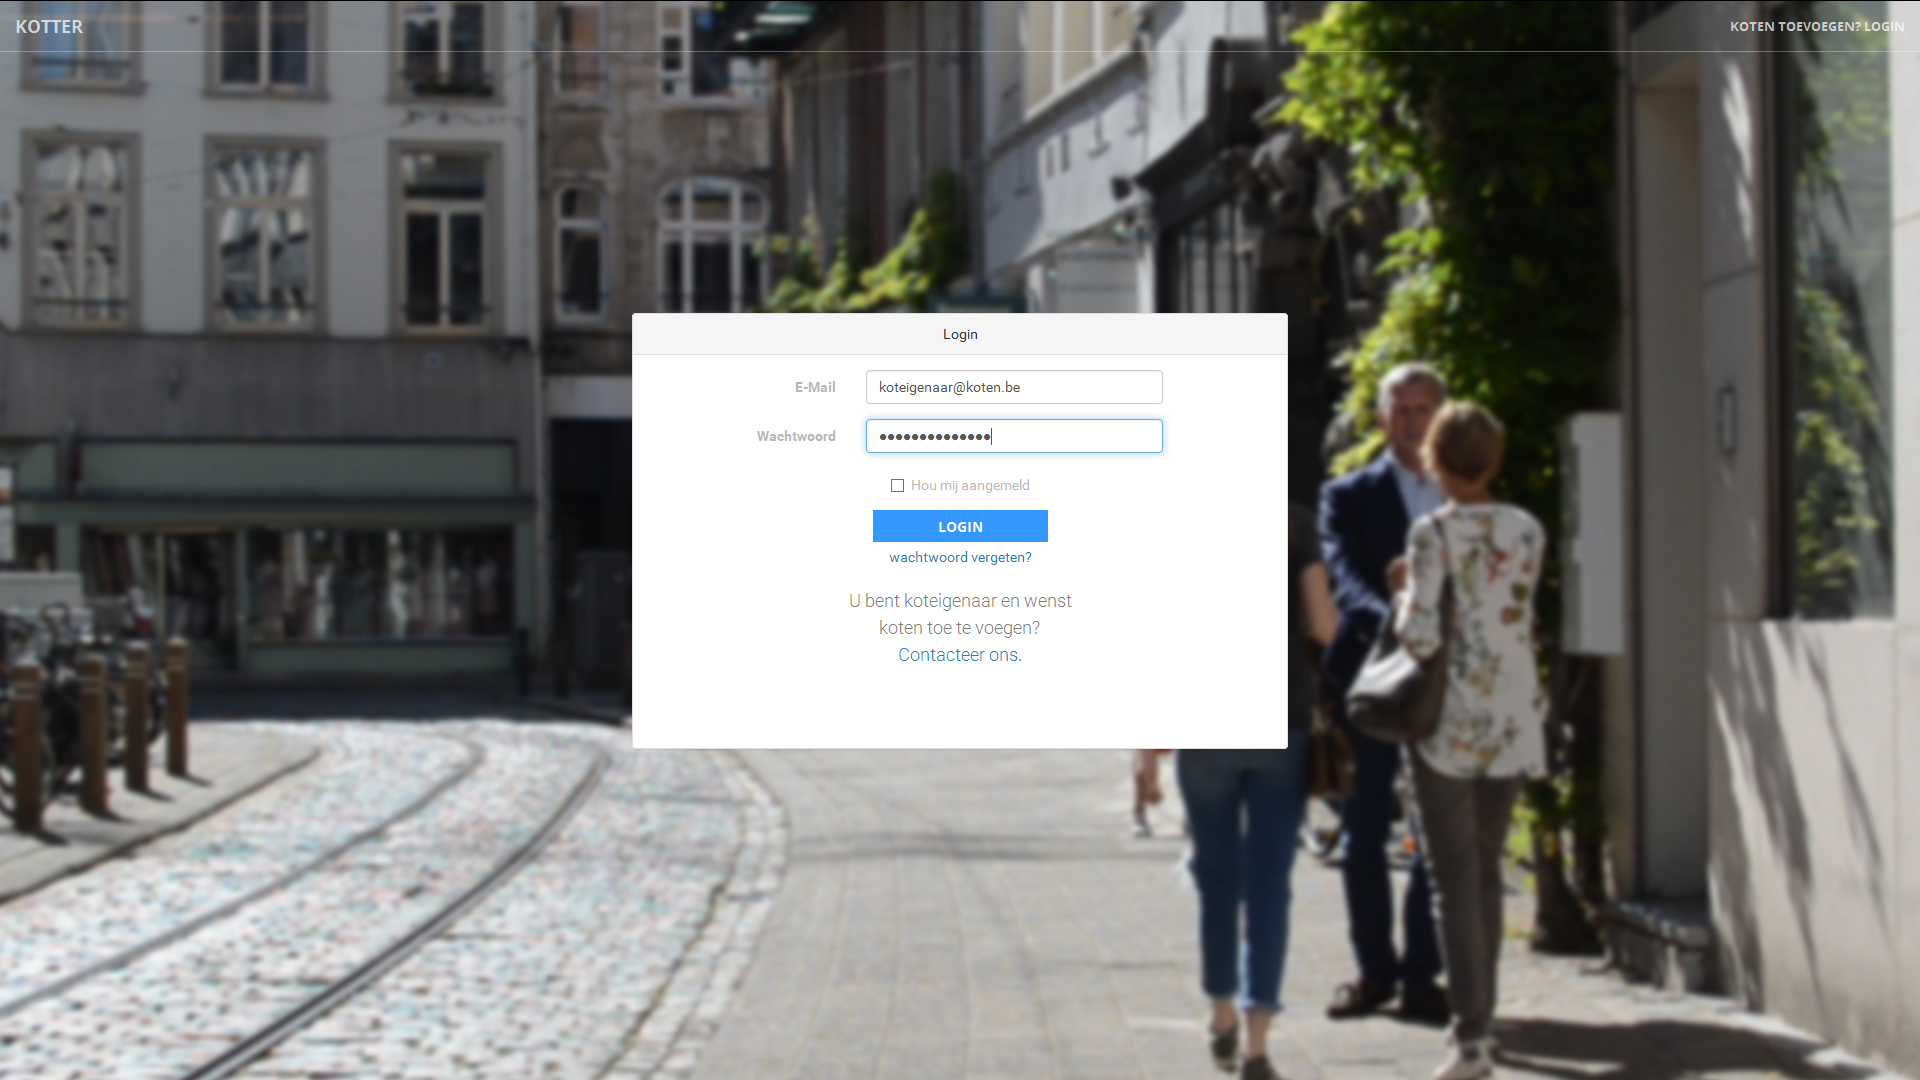 KOTTER
KOTEN TOEVOEGEN? LOGIN
Login
E-Mail
koteigenaar@koten.be
Wachtwoord
••••••••••••••
Hou mij aangemeld
LOGIN
wachtwoord vergeten?
U bent koteigenaar en wenst
koten toe te voegen?
Contacteer ons.